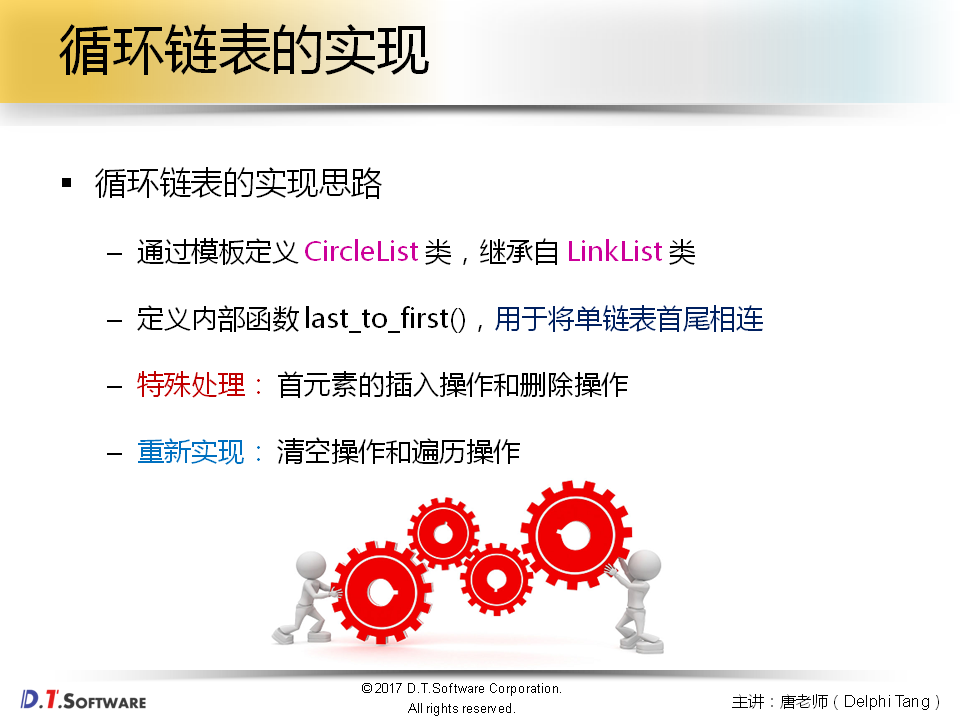 循环链表的实现
▪ 循环链表的实现思路
– 通过模板定义 CircleList 类，继承自 LinkList 类
– 定义内部函数 last_to_first()，用于将单链表首尾相连
– 特殊处理： 首元素的插入操作和删除操作
– 重新实现： 清空操作和遍历操作
D.T.SOFTWARE
©2017 D.T.Software Corporation.
All rights reserved.
主讲：唐老师（Delphi Tang）